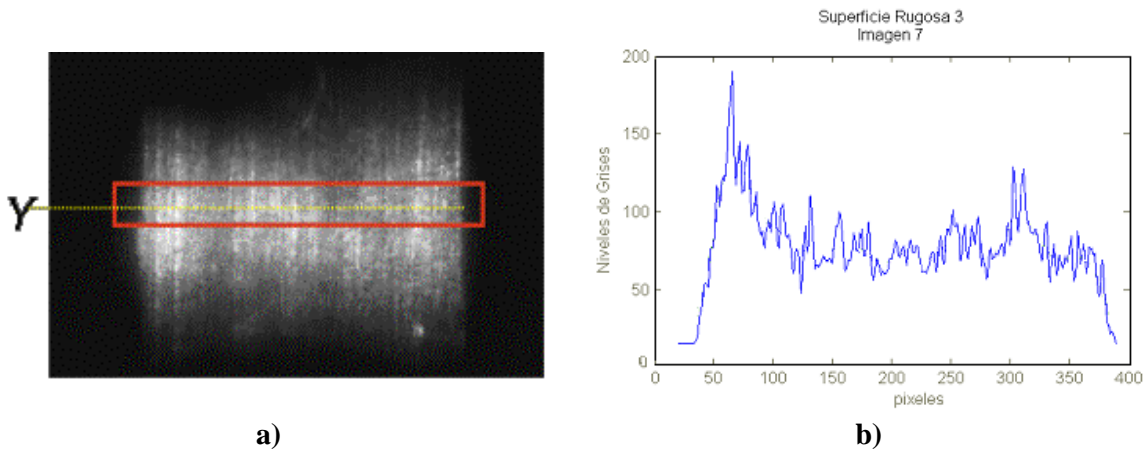 Superficie Rugosa 3
Imagen 7
Y
Niveles de Grises
200
150
100
50
0
0 50 100 150 200 250 300 350 400
pixeles
a) b)